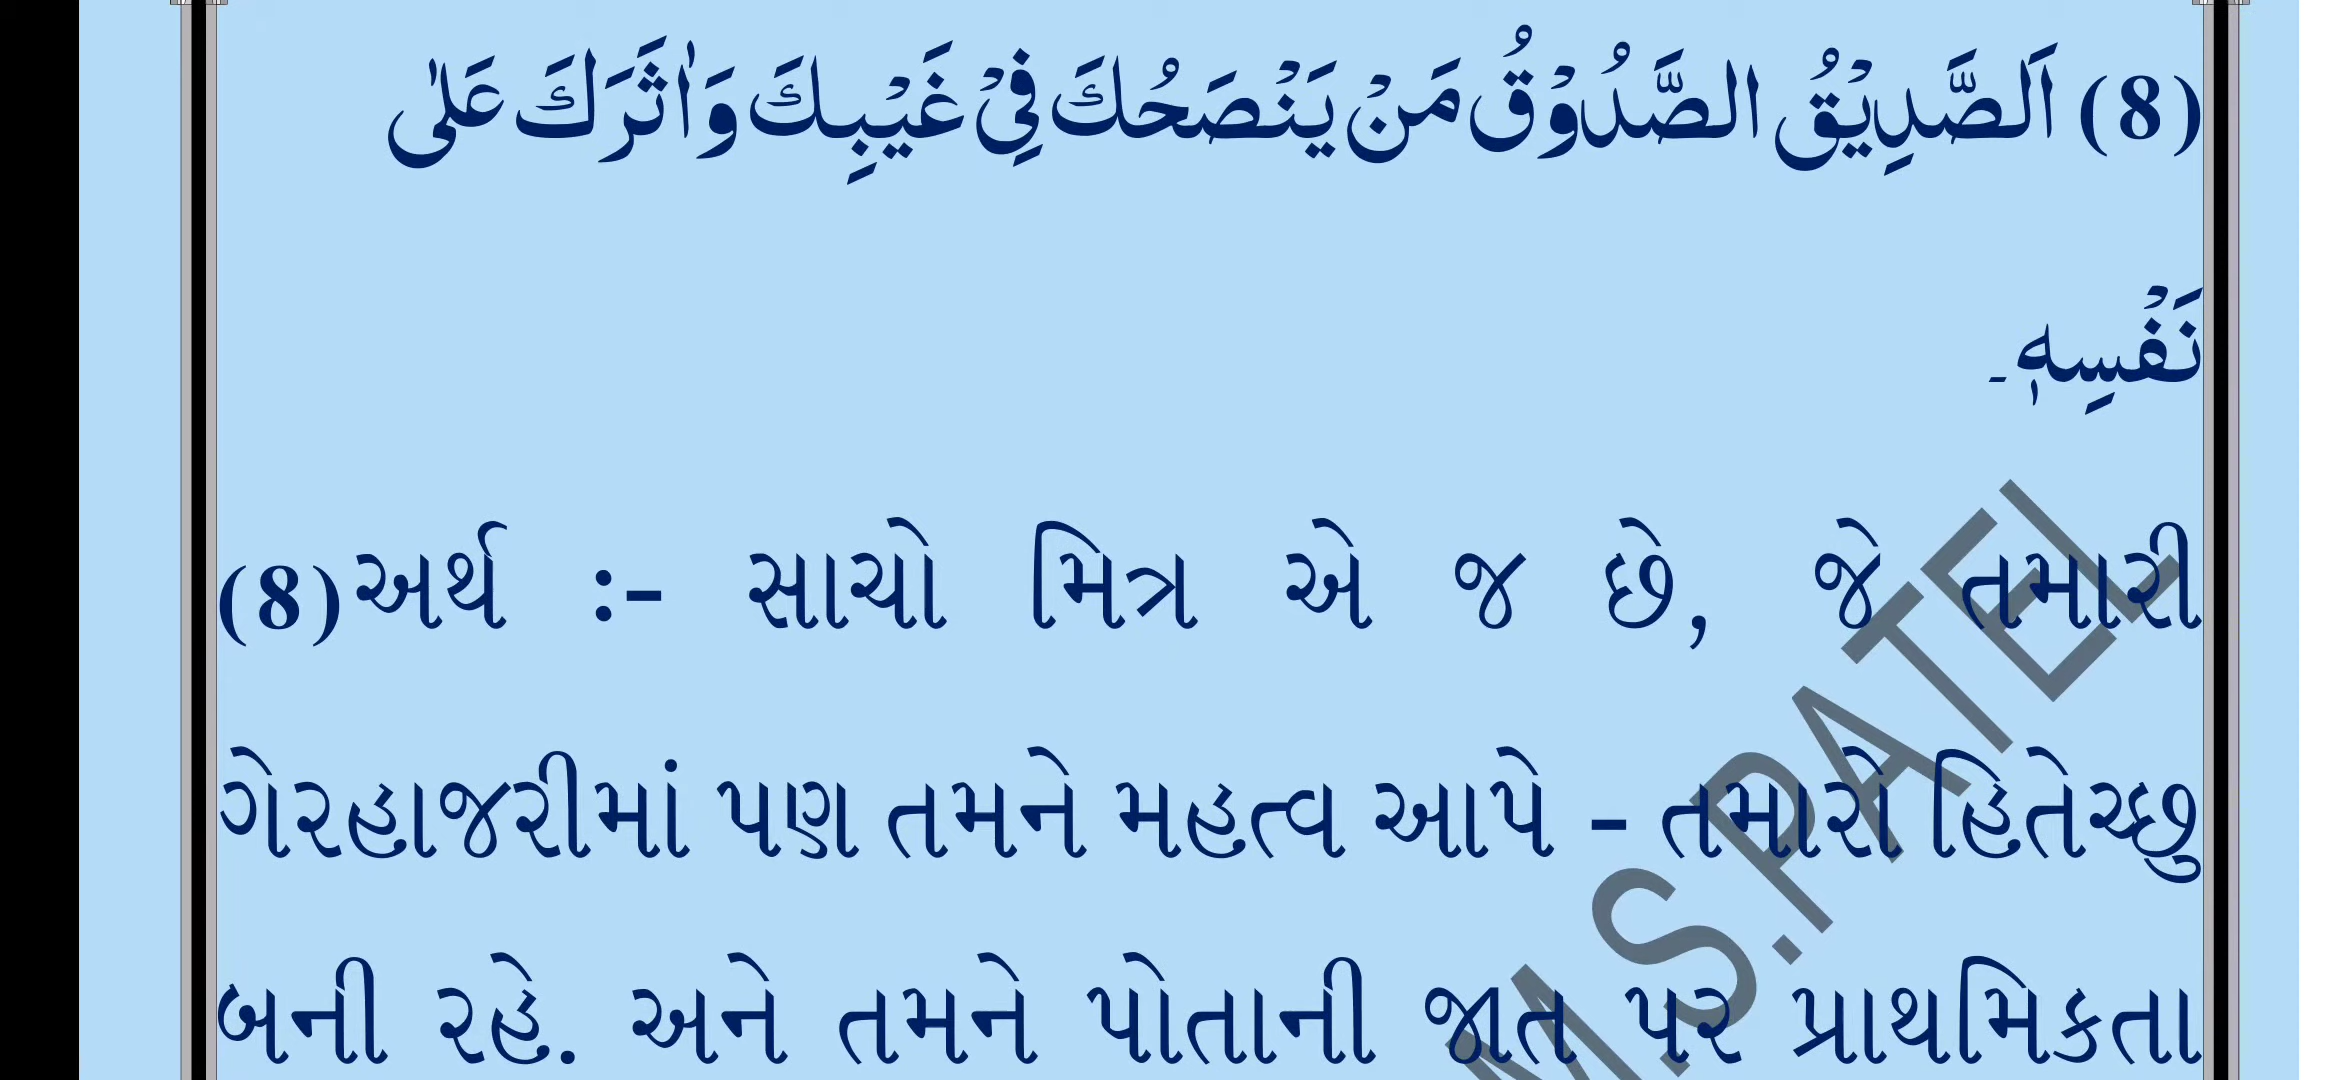 (8) اَلصَّدِيْقُ الصَّدُوْقُ مَنْ يَنْصَحُكَ فِيْ غَيْبِكَ وَاٰثَرَكَ عَلٰى
نَفْسِهٖ۔
(8)અર્થ :- સાચો મિત્ર એ જ છે, જે તમારી
ગેરહાજરીમાં પણ તમને મહત્વ આપે - તમારો હિતેચ્છુ
બની રહે. અને તમને પોતાની જાત પર પ્રાથમિકતા
M.S.PATEL